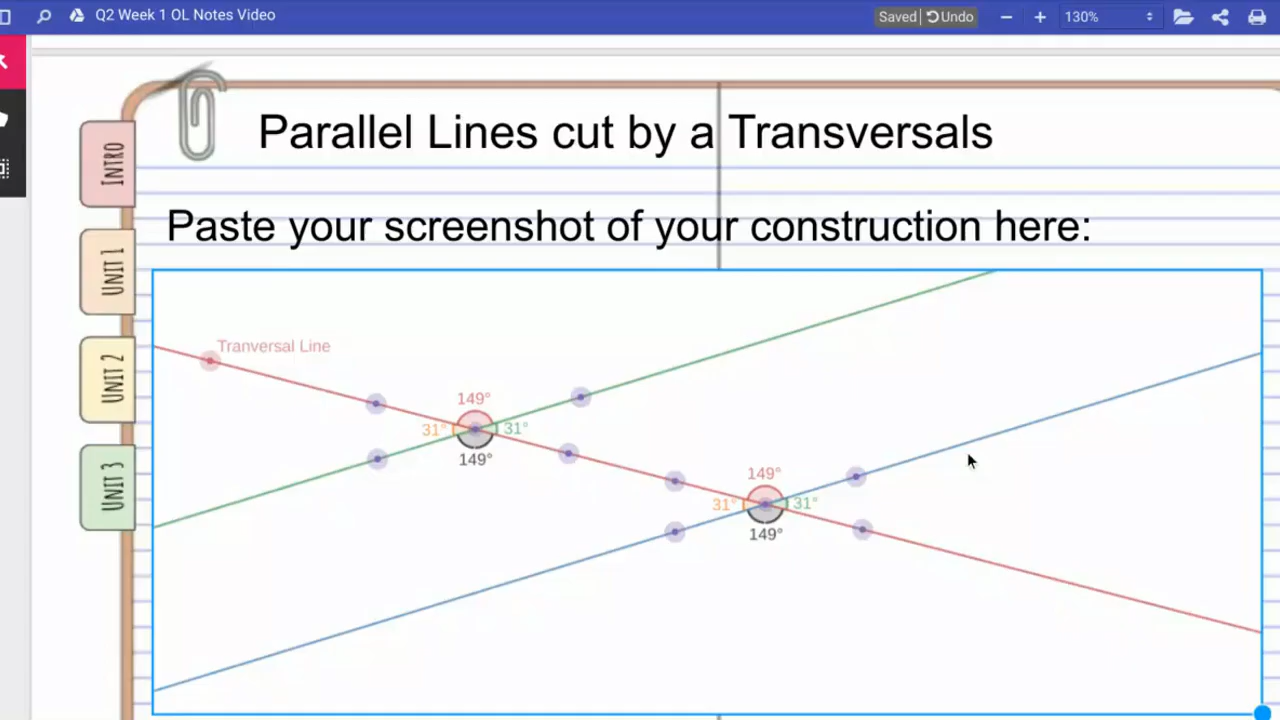 Q2 Week 1 OL Notes Video
Saved Undo
130%
Parallel Lines cut by a Transversals
INTRO
Paste your screenshot of your construction here:
UNIT 1
Tranversal Line
UNIT 2
149°
31° 31°
149°
149°
UNIT 3
31° 31°
149°